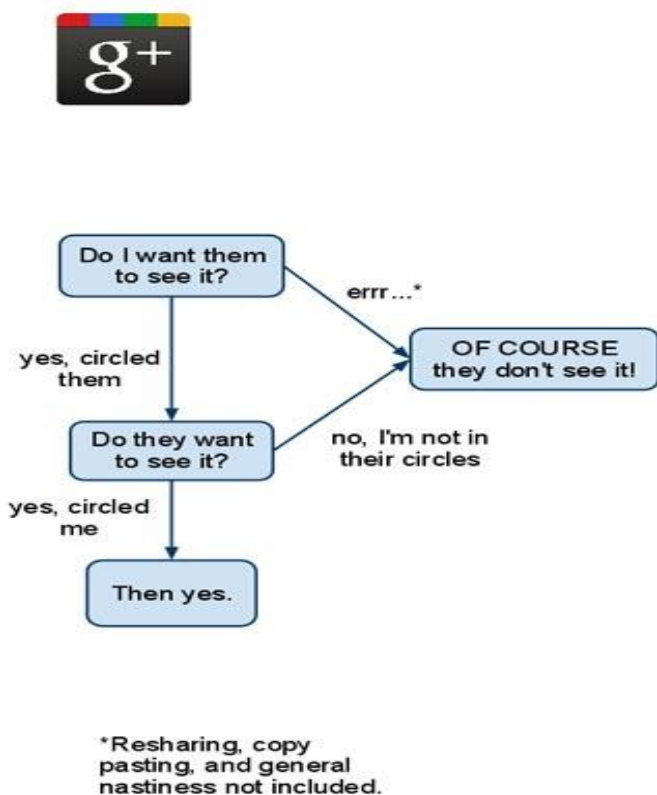 g+
Do I want them
to see it?
errr...*
OF COURSE
they don't see it!
yes, circled
them
Do they want
to see it?
no, I'm not in
their circles
yes, circled
me
Then yes.
*Resharing, copy
pasting, and general
nastiness not included.